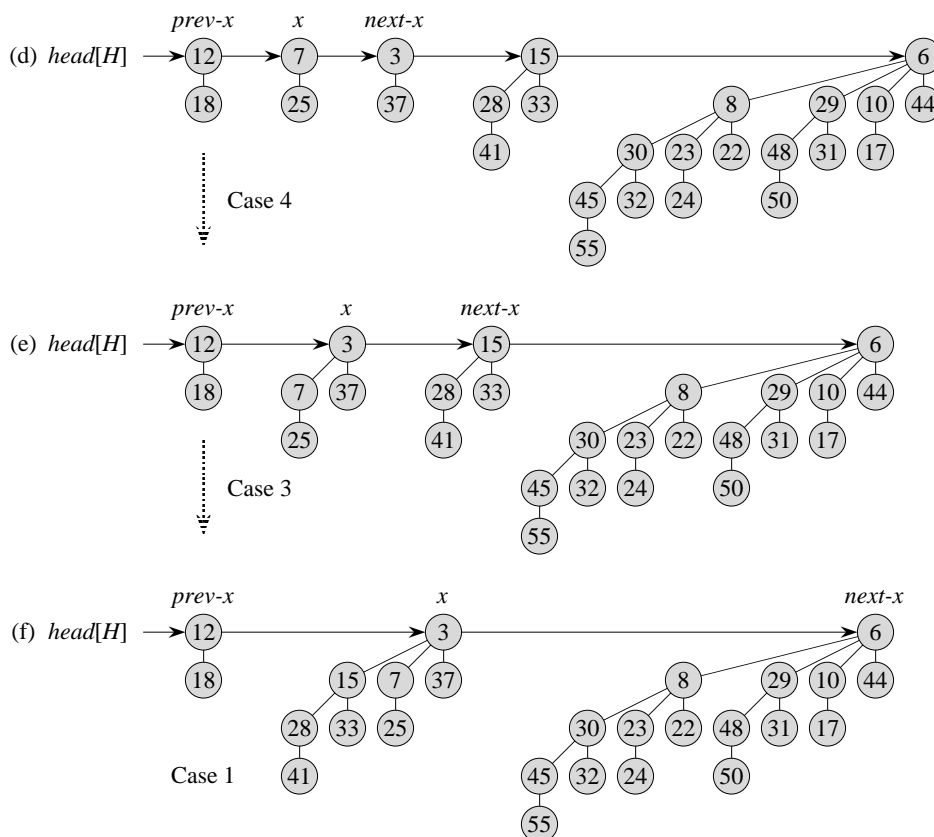 prev-x x next-x
(d) head[H] 12 7 3 15 6
18 25 37 28 33 8 29 10 44
41 30 23 22 48 31 17
Case 4 45 32 24 50
55
prev-x x next-x
(e) head[H] 12 3 15 6
18 7 37 28 33 8 29 10 44
25 41 30 23 22 48 31 17
Case 3 45 32 24 50
55
prev-x x next-x
(f) head[H] 12 3 6
18 15 7 37 8 29 10 44
28 33 25 30 23 22 48 31 17
Case 1 41 45 32 24 50
55